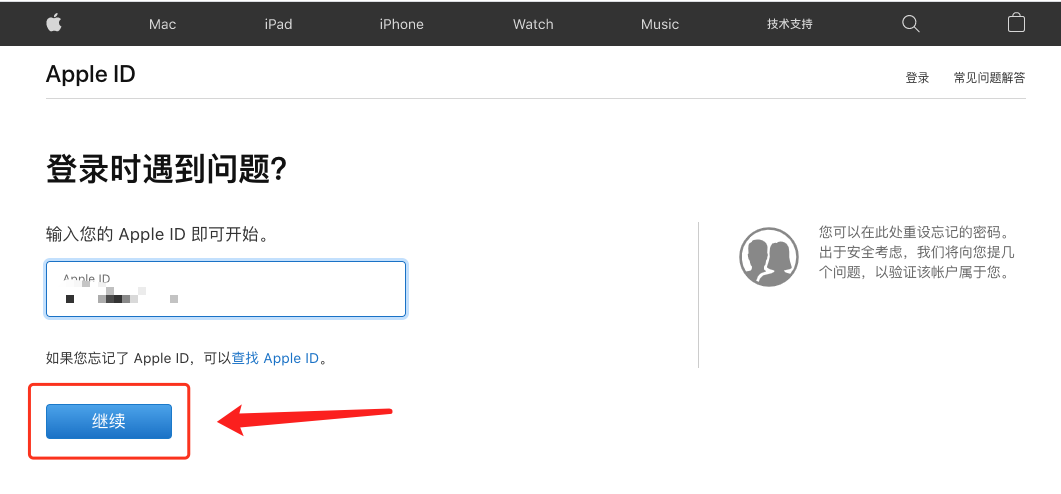 Mac iPad iPhone Watch Music 技术支持
Apple ID
登录 常见问题解答
登录时遇到问题?
输入您的 Apple ID 即可开始。
Apple ID
如果您忘记了 Apple ID，可以查找 Apple ID。
继续
您可以在此处重设忘记的密码。
出于安全考虑，我们将向您提几
个问题，以验证该帐户属于您。